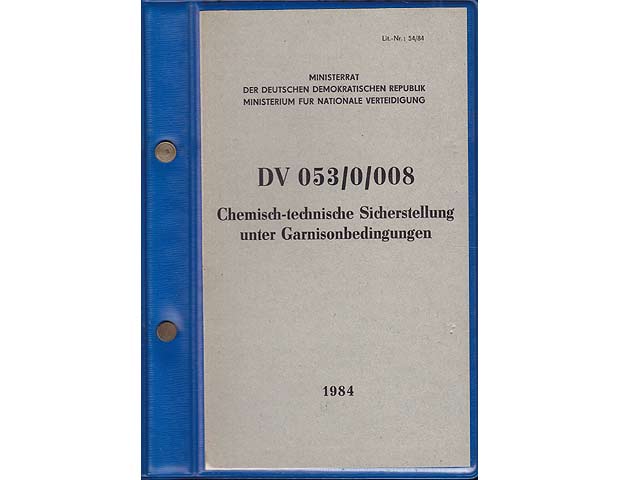 Lit.-Nr.: 54/84
MINISTERRAT
DER DEUTSCHEN DEMOKRATISCHEN REPUBLIK
MINISTERIUM FUR NATIONALE VERTEIDIGUNG
DV 053/0/008
Chemisch-technische Sicherstellung
unter Garnisonbedingungen
1984